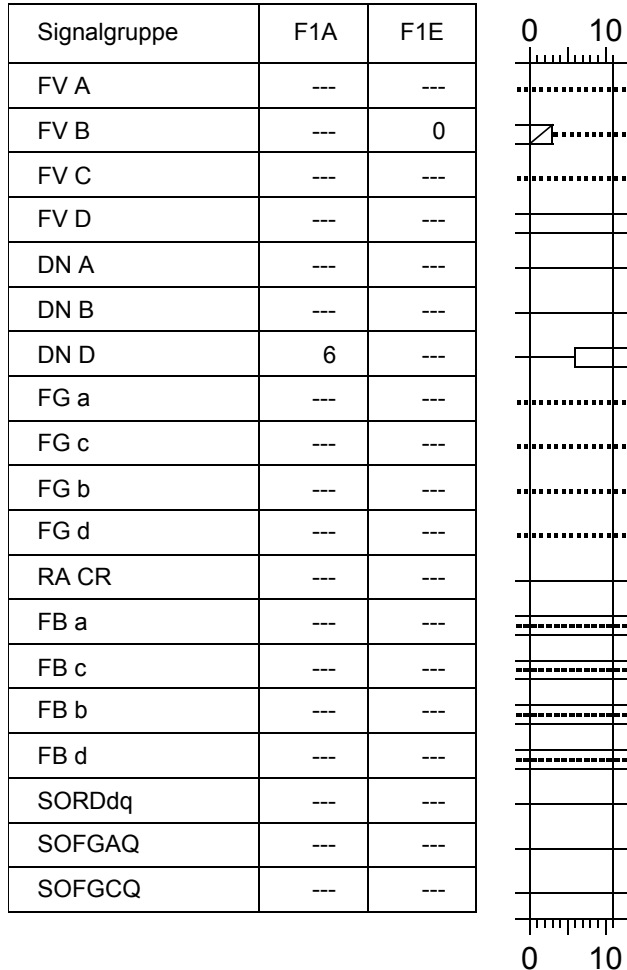 Signalgruppe F1A F1E 0 10
FV A --- ---
FV B --- 0
FV C --- ---
FV D --- ---
DN A --- ---
DN B --- ---
DN D 6 ---
FG a --- ---
FG c --- ---
FG b --- ---
FG d --- ---
RA CR --- ---
FB a --- ---
FB c --- ---
FB b --- ---
FB d --- ---
SORDdq --- ---
SOFGAQ --- ---
SOFGCQ --- ---
0 10